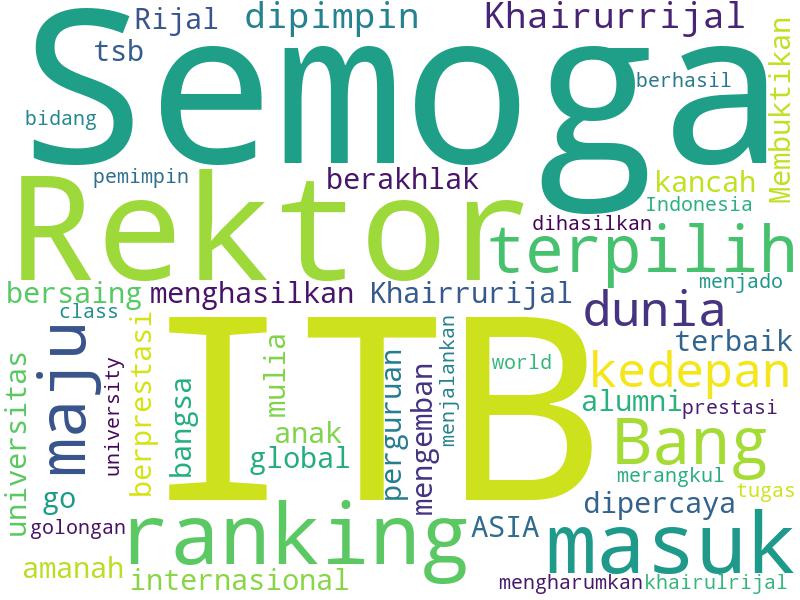 Rijal dipimpin Khairurrijal
tsb
Semoga
berhasil
bidang
Membuktikan
pemimpin berakhlak kancah
Indonesia
Rektor
dihasilkan
terpilih
menjado
bersaing menghasilkan Khairrurijal
dunia
class
terbaik
maju
ITB
universitas
university
berprestasi
bangsa
mulia
anak
global
perguruan
mengemban
menjalankan
world
kedepan
alumni prestasi
Bang
merangkul
tugas
go
golongan
ranking
ASIA
dipercaya
masuk
amanah
internasional
mengharumkan khairulrijal